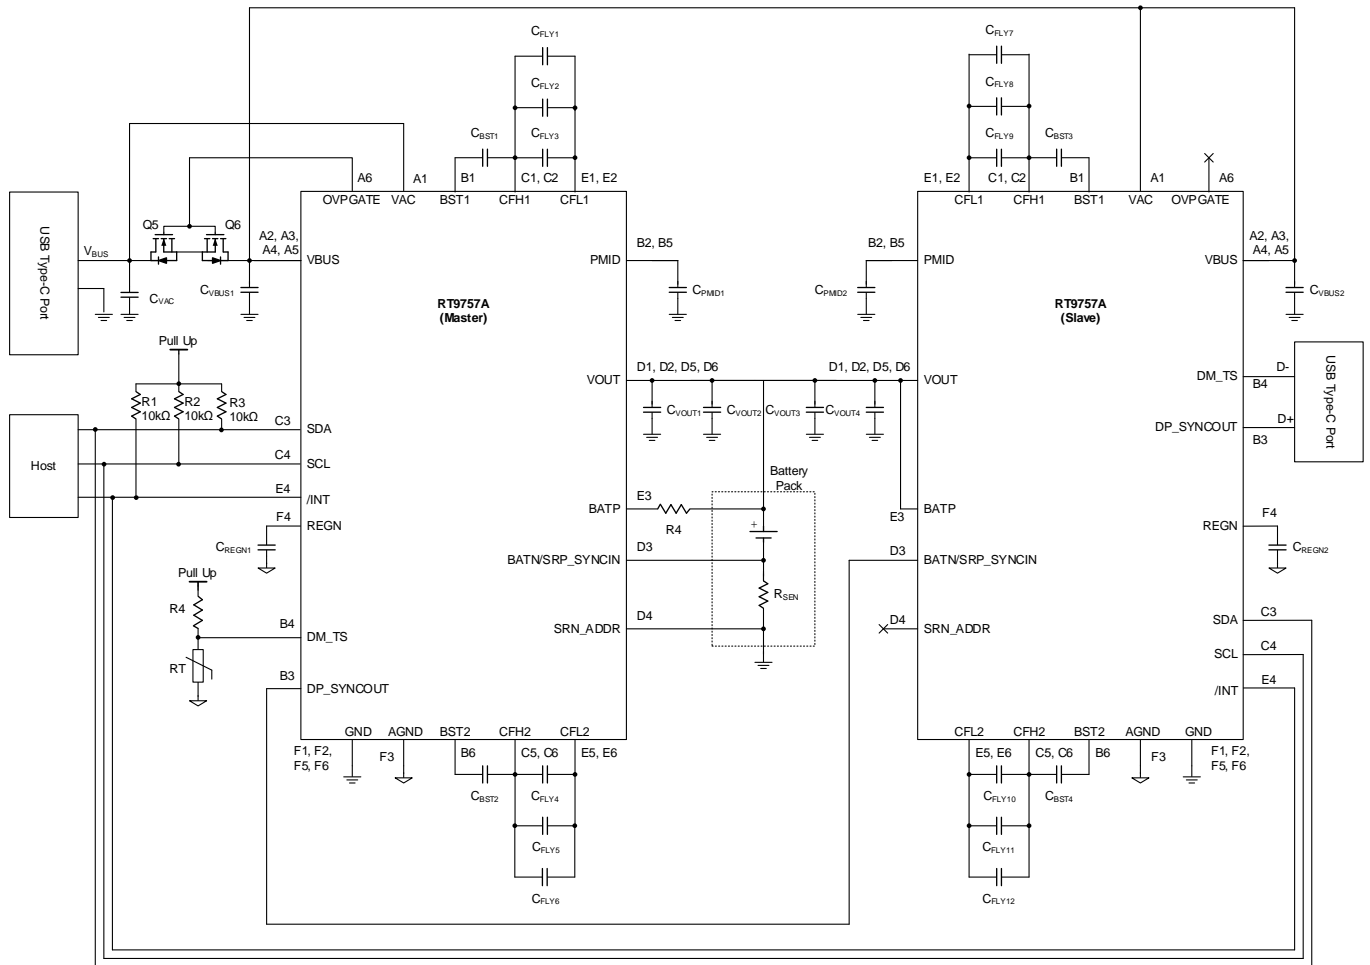 CFLY1
CFLY7
CFLY2
CFLY8
CBST1
CFLY3
CFLY9
CBST3
A6
A1
B1
C1, C2
E1, E2
E1, E2
C1, C2
B1
A1
A6
OVPGATE
VAC
BST1
CFH1
CFL1
CFL1
CFH1
BST1
VAC
OVPGATE
USB Type-C Port
VBUS
Q5
Q6
A2, A3,
A4, A5
VBUS
CVAC
CVBUS1
B2, B5
PMID
CPMID1
B2, B5
PMID
CPMID2
A2, A3,
A4, A5
VBUS
CVBUS2
RT9757A
(Master)
RT9757A
(Slave)
Pull Up
R1
10kΩ
R2
10kΩ
R3
10kΩ
VOUT
D1, D2, D5, D6
D1, D2, D5, D6
VOUT
CVOUT1
CVOUT2
CVOUT3
CVOUT4
DM_TS
D-
B4
DP_SYNCOUT
D+
B3
USB Type-C Port
Host
C3
SDA
C4
SCL
E4
/INT
F4
REGN
CREGN1
Battery
Pack
E3
BATP
R4
+
E3
BATP
D3
BATN/SRP_SYNCIN
D3
BATN/SRP_SYNCIN
RSEN
D4
SRN_ADDR
D4
SRN_ADDR
F4
REGN
CREGN2
Pull Up
R4
B4
DM_TS
RT
B3
DP_SYNCOUT
C3
SDA
C4
SCL
E4
/INT
GND
AGND
BST2
CFH2
CFL2
CFL2
CFH2
BST2
AGND
GND
F1, F2,
F5, F6
F3
B6
C5, C6
E5, E6
E5, E6
C5, C6
B6
F3
F1, F2,
F5, F6
CBST2
CFLY4
CFLY10
CBST4
CFLY5
CFLY11
CFLY6
CFLY12